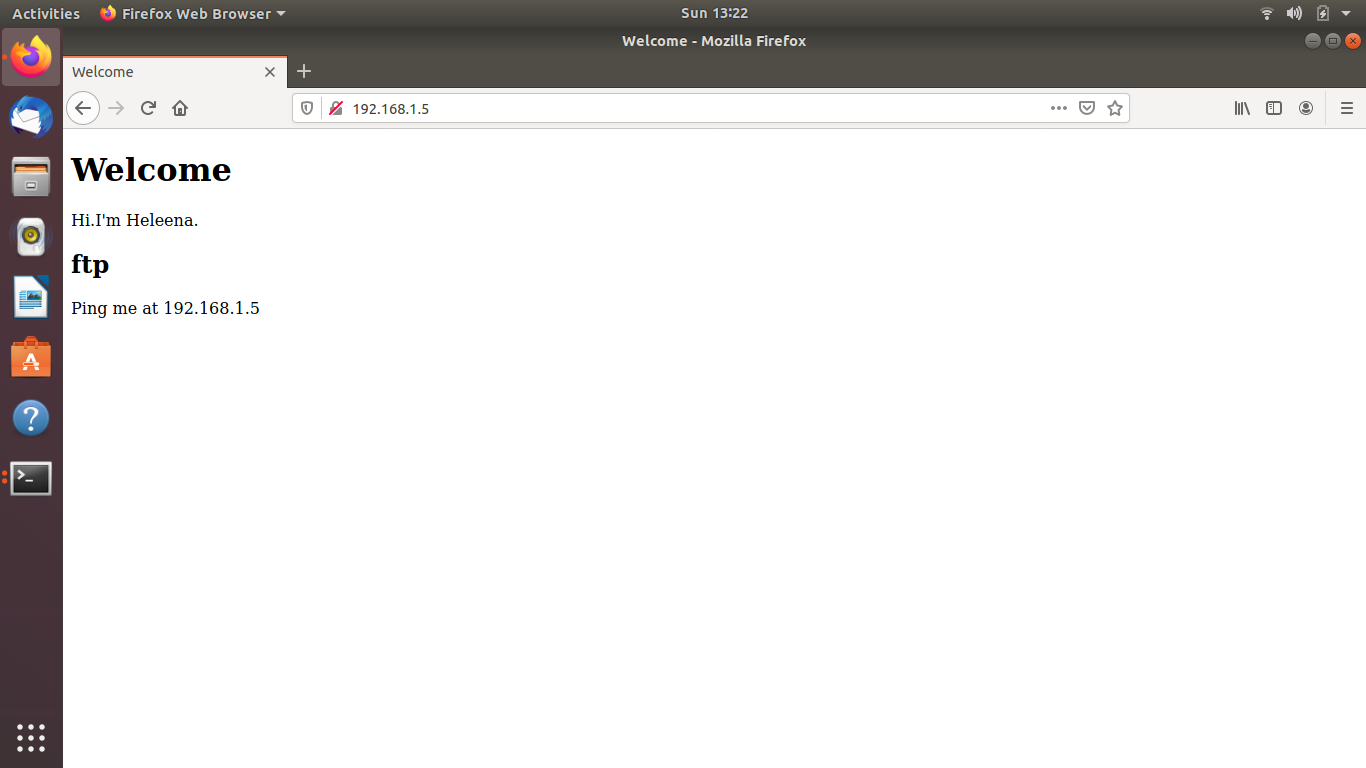 Activities Firefox Web Browser Sun 13:22
Welcome - Mozilla Firefox
Welcome
192.168.1.5
Welcome
Hi.I'm Heleena.
ftp
Ping me at 192.168.1.5